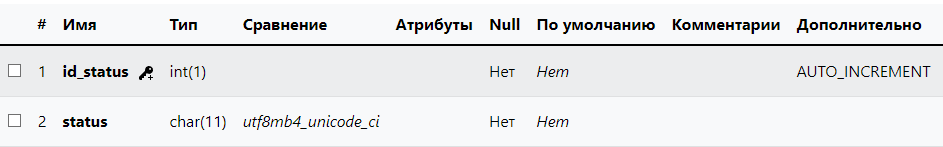 # Имя Тип Сравнение Атрибуты Null По умолчанию Комментарии Дополнительно
1 id_status int(1) Нет Нет AUTO_INCREMENT
2 status char(11) utf8mb4_unicode_ci Нет Нет